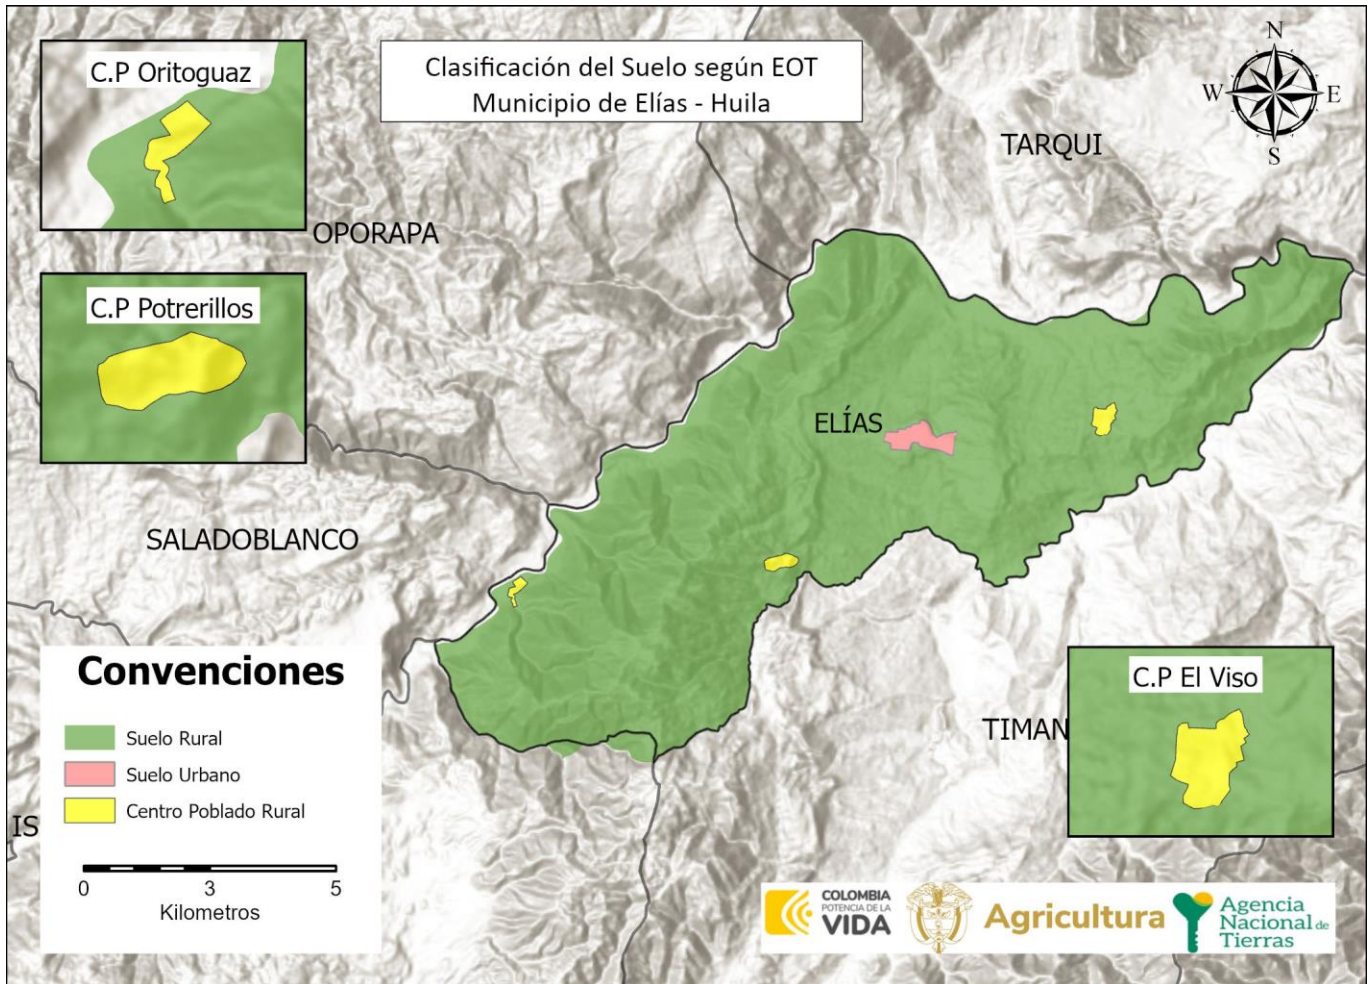 C.P Oritoguaz
Clasificación del Suelo según EOT
Municipio de Elías - Huila
N
W
E
S
TARQUI
OPORAPA
C.P Potrerillos
ELÍAS
SALADOBLANCO
Convenciones
Suelo Rural
Suelo Urbano
Centro Poblado Rural
0 3 5
Kilometros
IS
TIMAN
C.P El Viso
COLOMBIA
POTENCIA DE LA
VIDA
Agricultura
Agencia
Nacional de
Tierras